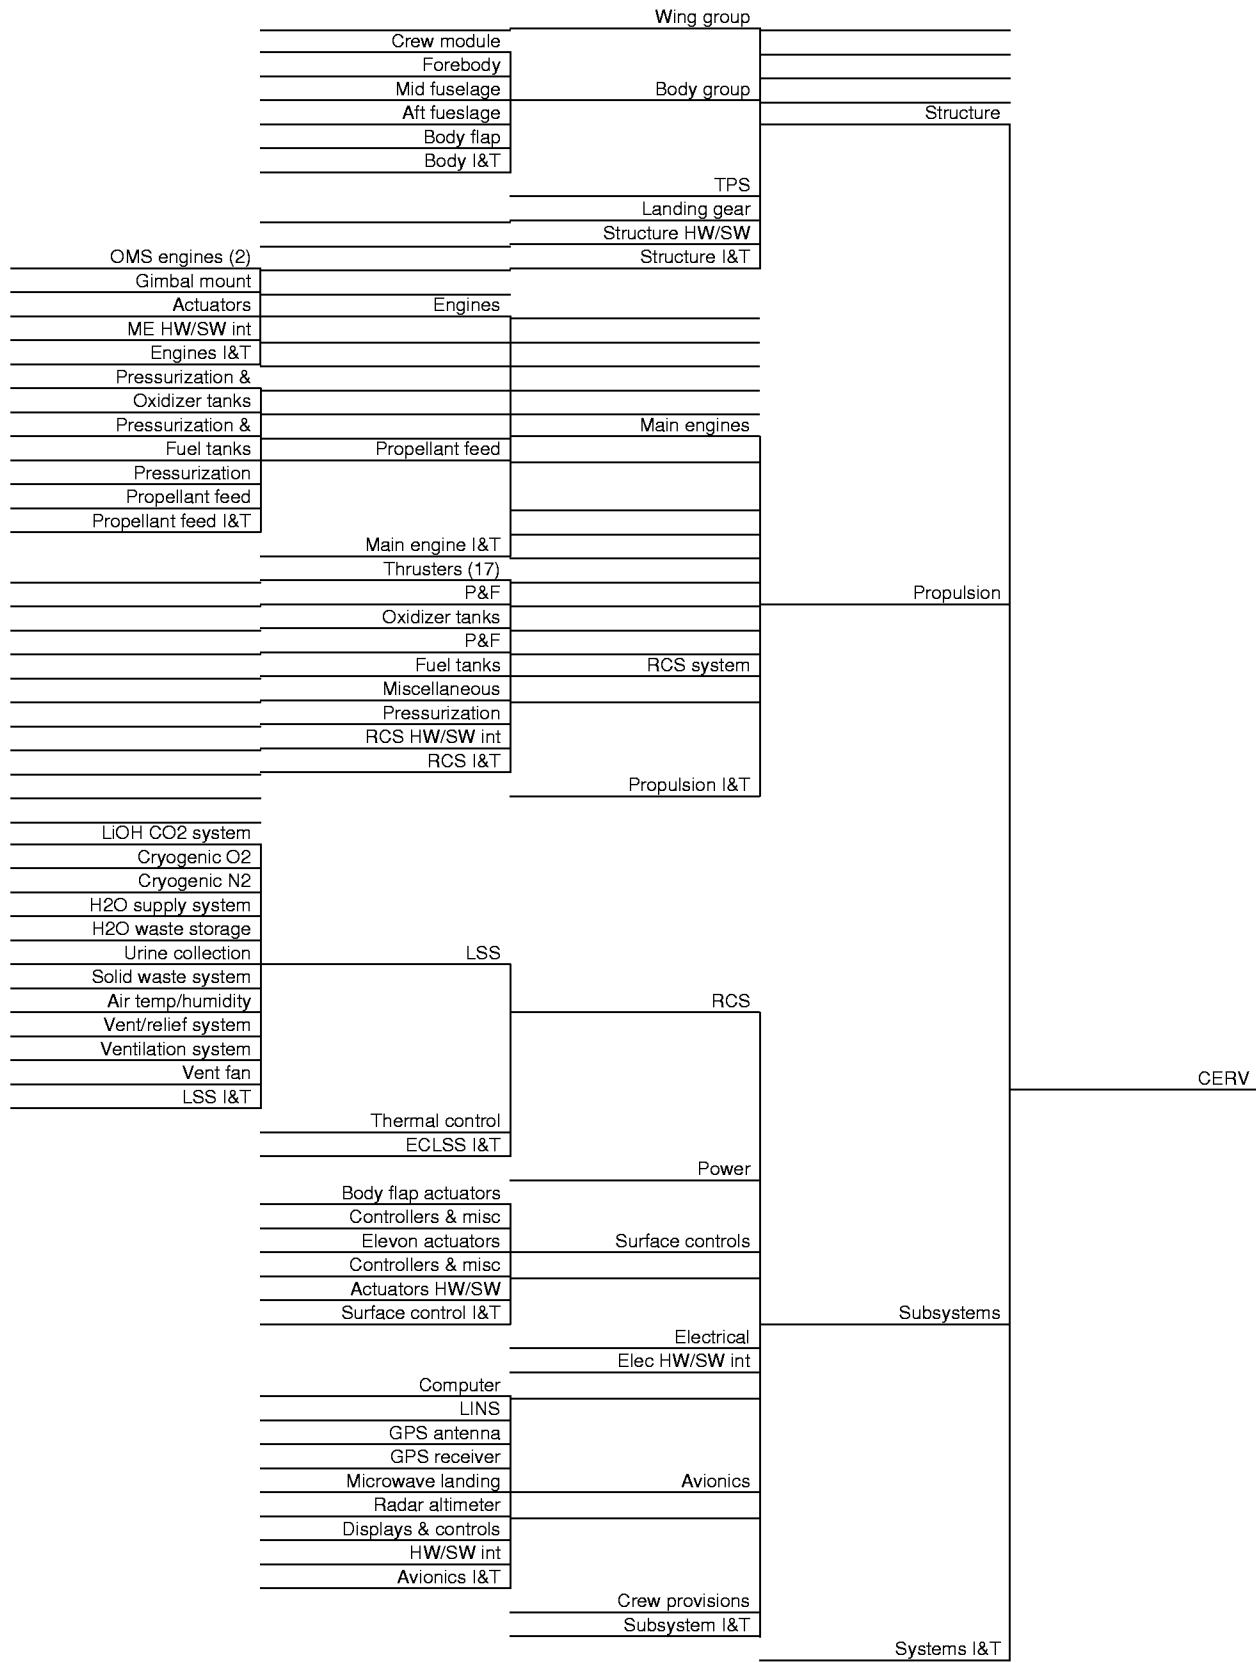 Wing group
Crew module
Forebody
Mid fuselage
Body group
Aft fueslage
Structure
Body flap
Body I&T
TPS
Landing gear
Structure HW/SW
OMS engines (2)
Structure I&T
Gimbal mount
Actuators
Engines
ME HW/SW int
Engines I&T
Pressurization &
Oxidizer tanks
Pressurization &
Main engines
Fuel tanks
Propellant feed
Pressurization
Propellant feed
Propellant feed I&T
Main engine I&T
Thrusters (17)
P&F
Propulsion
Oxidizer tanks
P&F
Fuel tanks
RCS system
Miscellaneous
Pressurization
RCS HW/SW int
RCS I&T
Propulsion I&T
LiOH CO2 system
Cryogenic O2
Cryogenic N2
H2O supply system
H2O waste storage
Urine collection
LSS
Solid waste system
Air temp/humidity
RCS
Vent/relief system
Ventilation system
Vent fan
CERV
LSS I&T
Thermal control
ECLSS I&T
Power
Body flap actuators
Controllers & misc
Elevon actuators
Surface controls
Controllers & misc
Actuators HW/SW
Surface control I&T
Subsystems
Electrical
Elec HW/SW int
Computer
LINS
GPS antenna
GPS receiver
Microwave landing
Avionics
Radar altimeter
Displays & controls
HW/SW int
Avionics I&T
Crew provisions
Subsystem I&T
Systems I&T